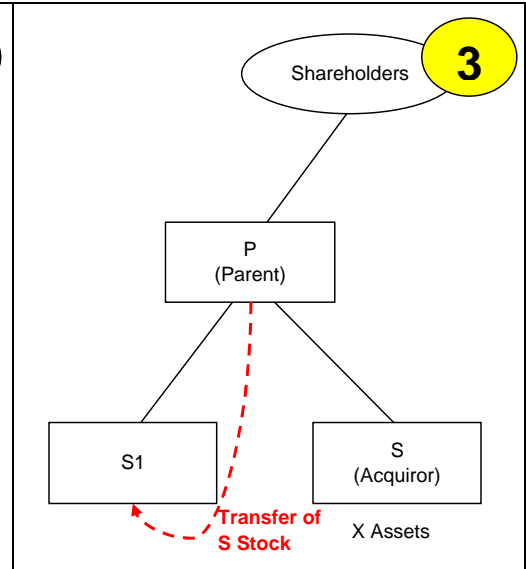 Shareholders
3
P
(Parent)
S1
S
(Acquiror)
Transfer of
S Stock
X Assets